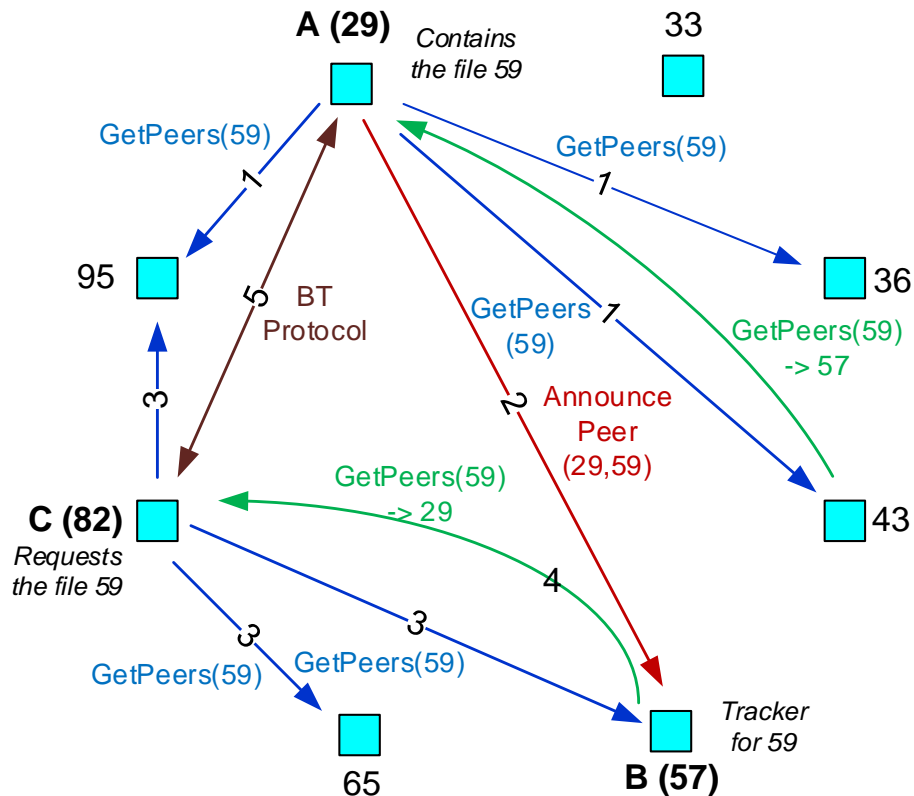 A (29)
Contains
the file 59
33
GetPeers(59)
1
GetPeers(59)
1
95
36
5
BT
Protocol
GetPeers
(59)
1
GetPeers(59)
-> 57
3
2
Announce
Peer
(29,59)
GetPeers(59)
-> 29
C (82)
Requests
the file 59
43
4
3
3
GetPeers(59)
GetPeers(59)
Tracker
for 59
65
B (57)